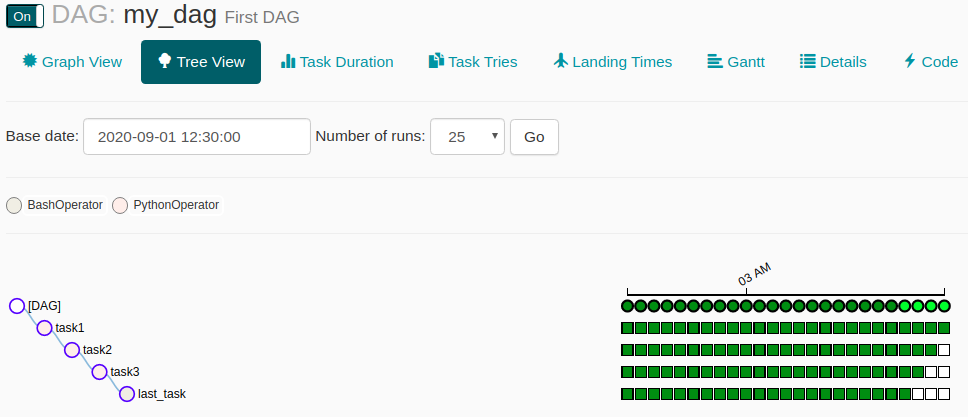 On DAG: my_dag First DAG
Graph View Tree View Task Duration Task Tries Landing Times Gantt Details Code
Base date: 2020-09-01 12:30:00 Number of runs: 25 Go
BashOperator PythonOperator
03 AM
[DAG]
task1
task2
task3
last_task